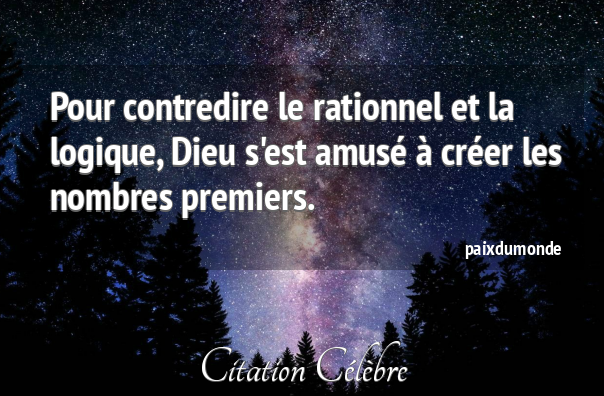 Pour contredire le rationnel et la
logique, Dieu s'est amusé à créer les
nombres premiers.
paixdumonde
Citation Célèbre